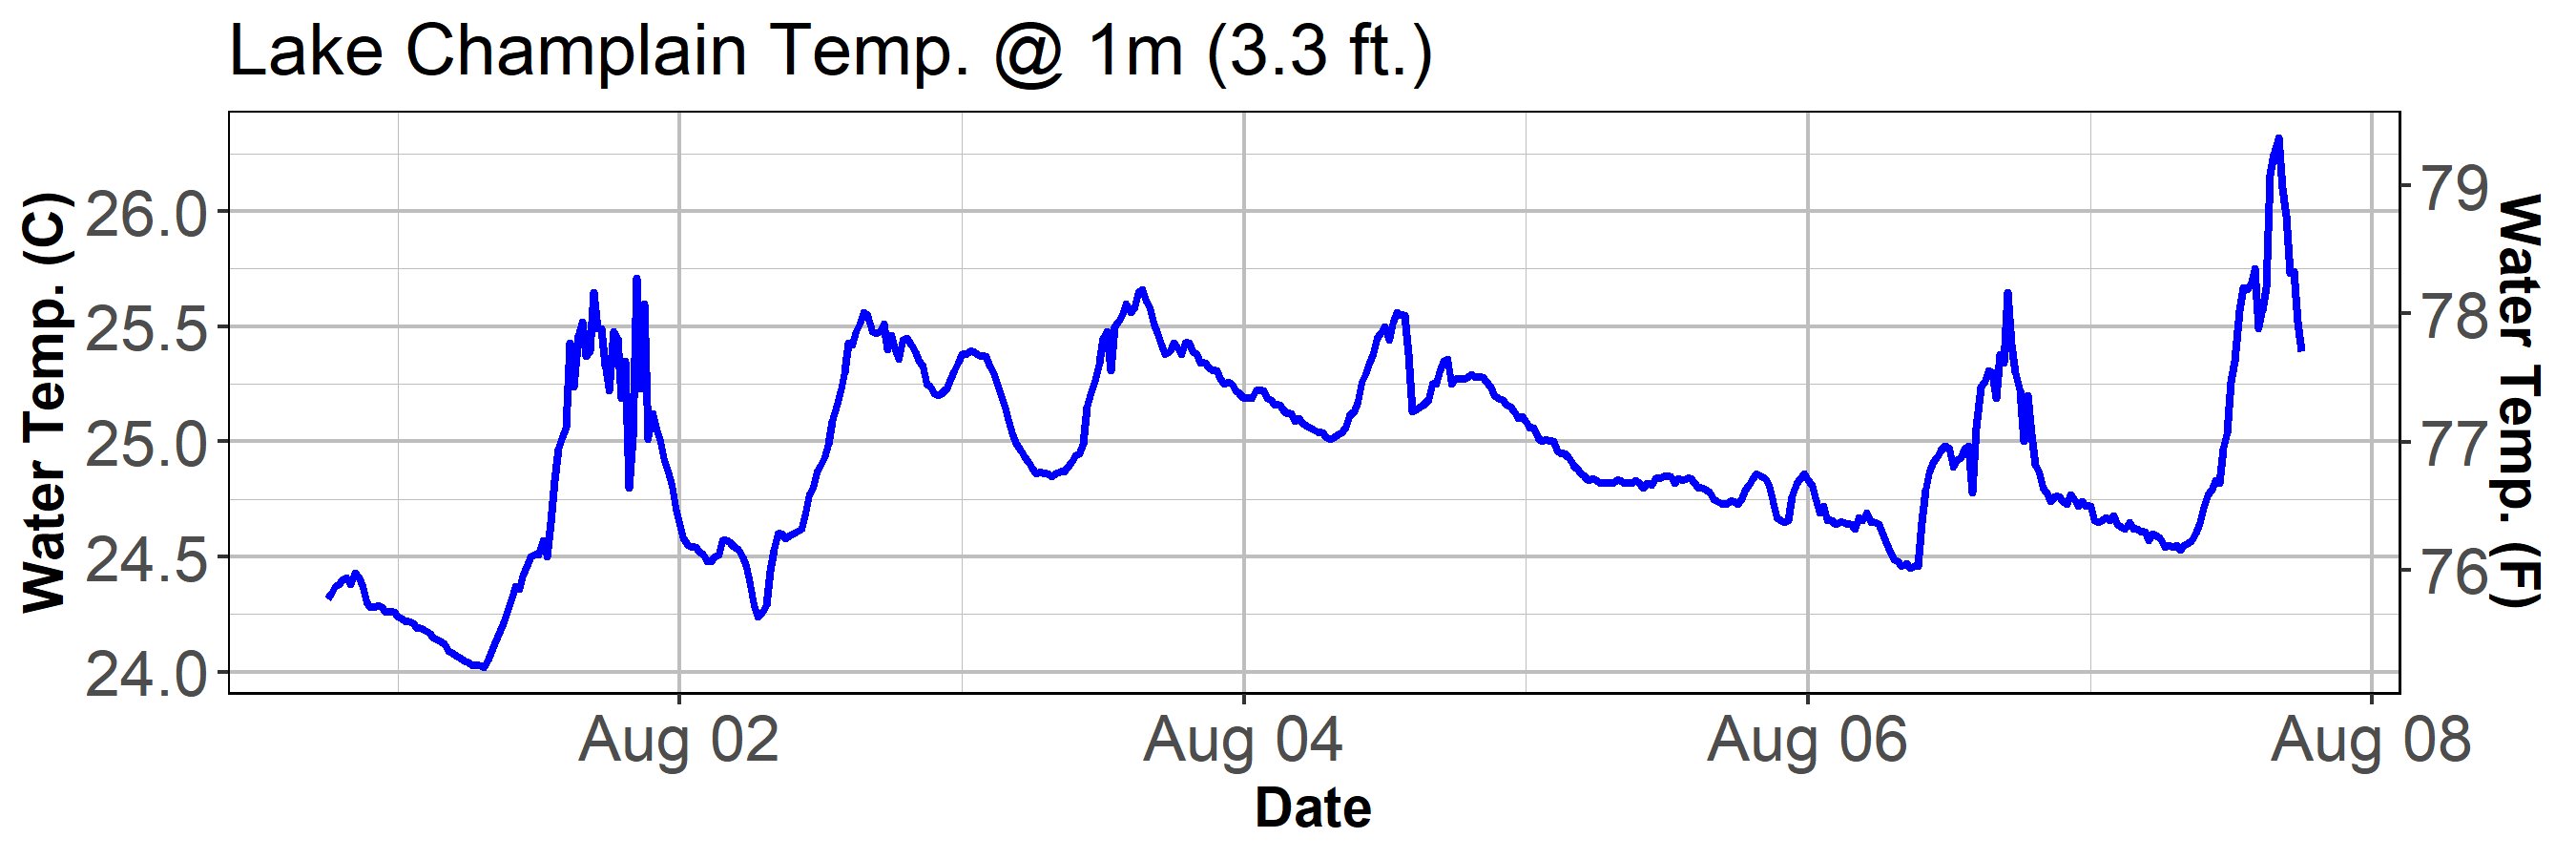 Lake Champlain Temp. @ 1m (3.3 ft.)
Water Temp. (C)
26.0
25.5
25.0
24.5
24.0
79
78
77
76
Water Temp. (F)
Aug 02
Aug 04
Aug 06
Aug 08
Date